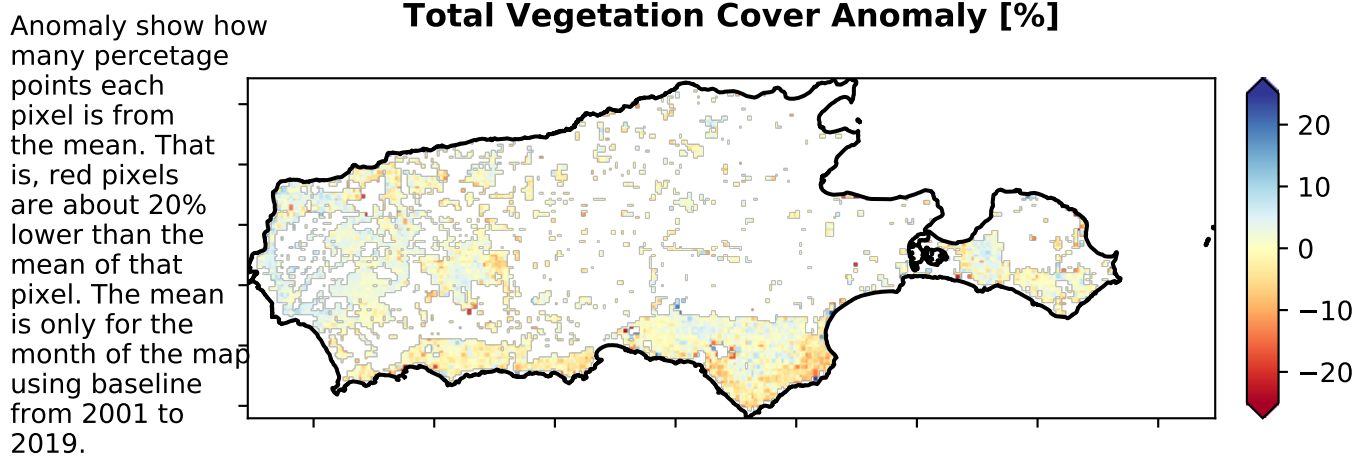 Total Vegetation Cover Anomaly [%]
Anomaly show how
many percetage
points each
pixel is from
the mean. That
is, red pixels
are about 20%
lower than the
mean of that
pixel. The mean
is only for the
month of the map
using baseline
from 2001 to
2019.
20
10
0
−10
−20